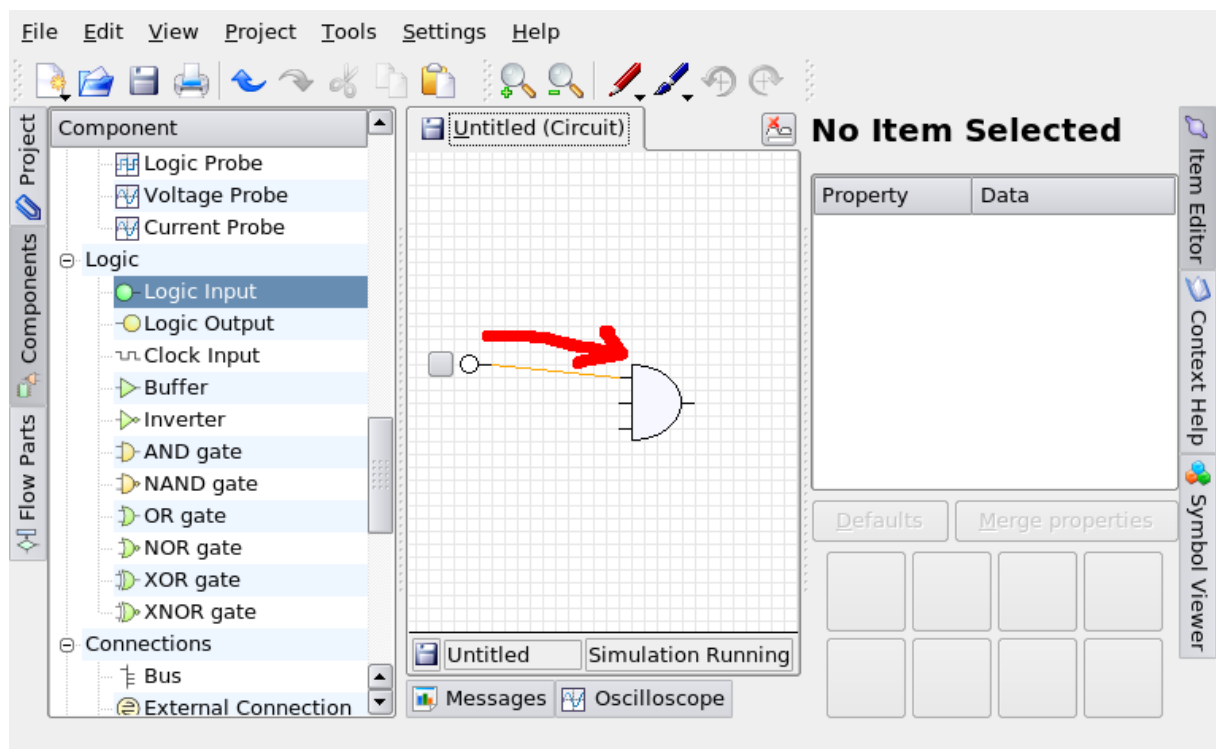 File Edit View Project Tools Settings Help
Project
Components
Flow Parts
Component
Logic Probe
Voltage Probe
Current Probe
Logic
Logic Input
Logic Output
Clock Input
Buffer
Inverter
AND gate
NAND gate
OR gate
NOR gate
XOR gate
XNOR gate
Connections
Bus
External Connection
Untitled (Circuit)
Untitled Simulation Running
Messages Oscilloscope
No Item Selected
Property Data
Defaults Merge properties
Item Editor
Context Help
Symbol Viewer